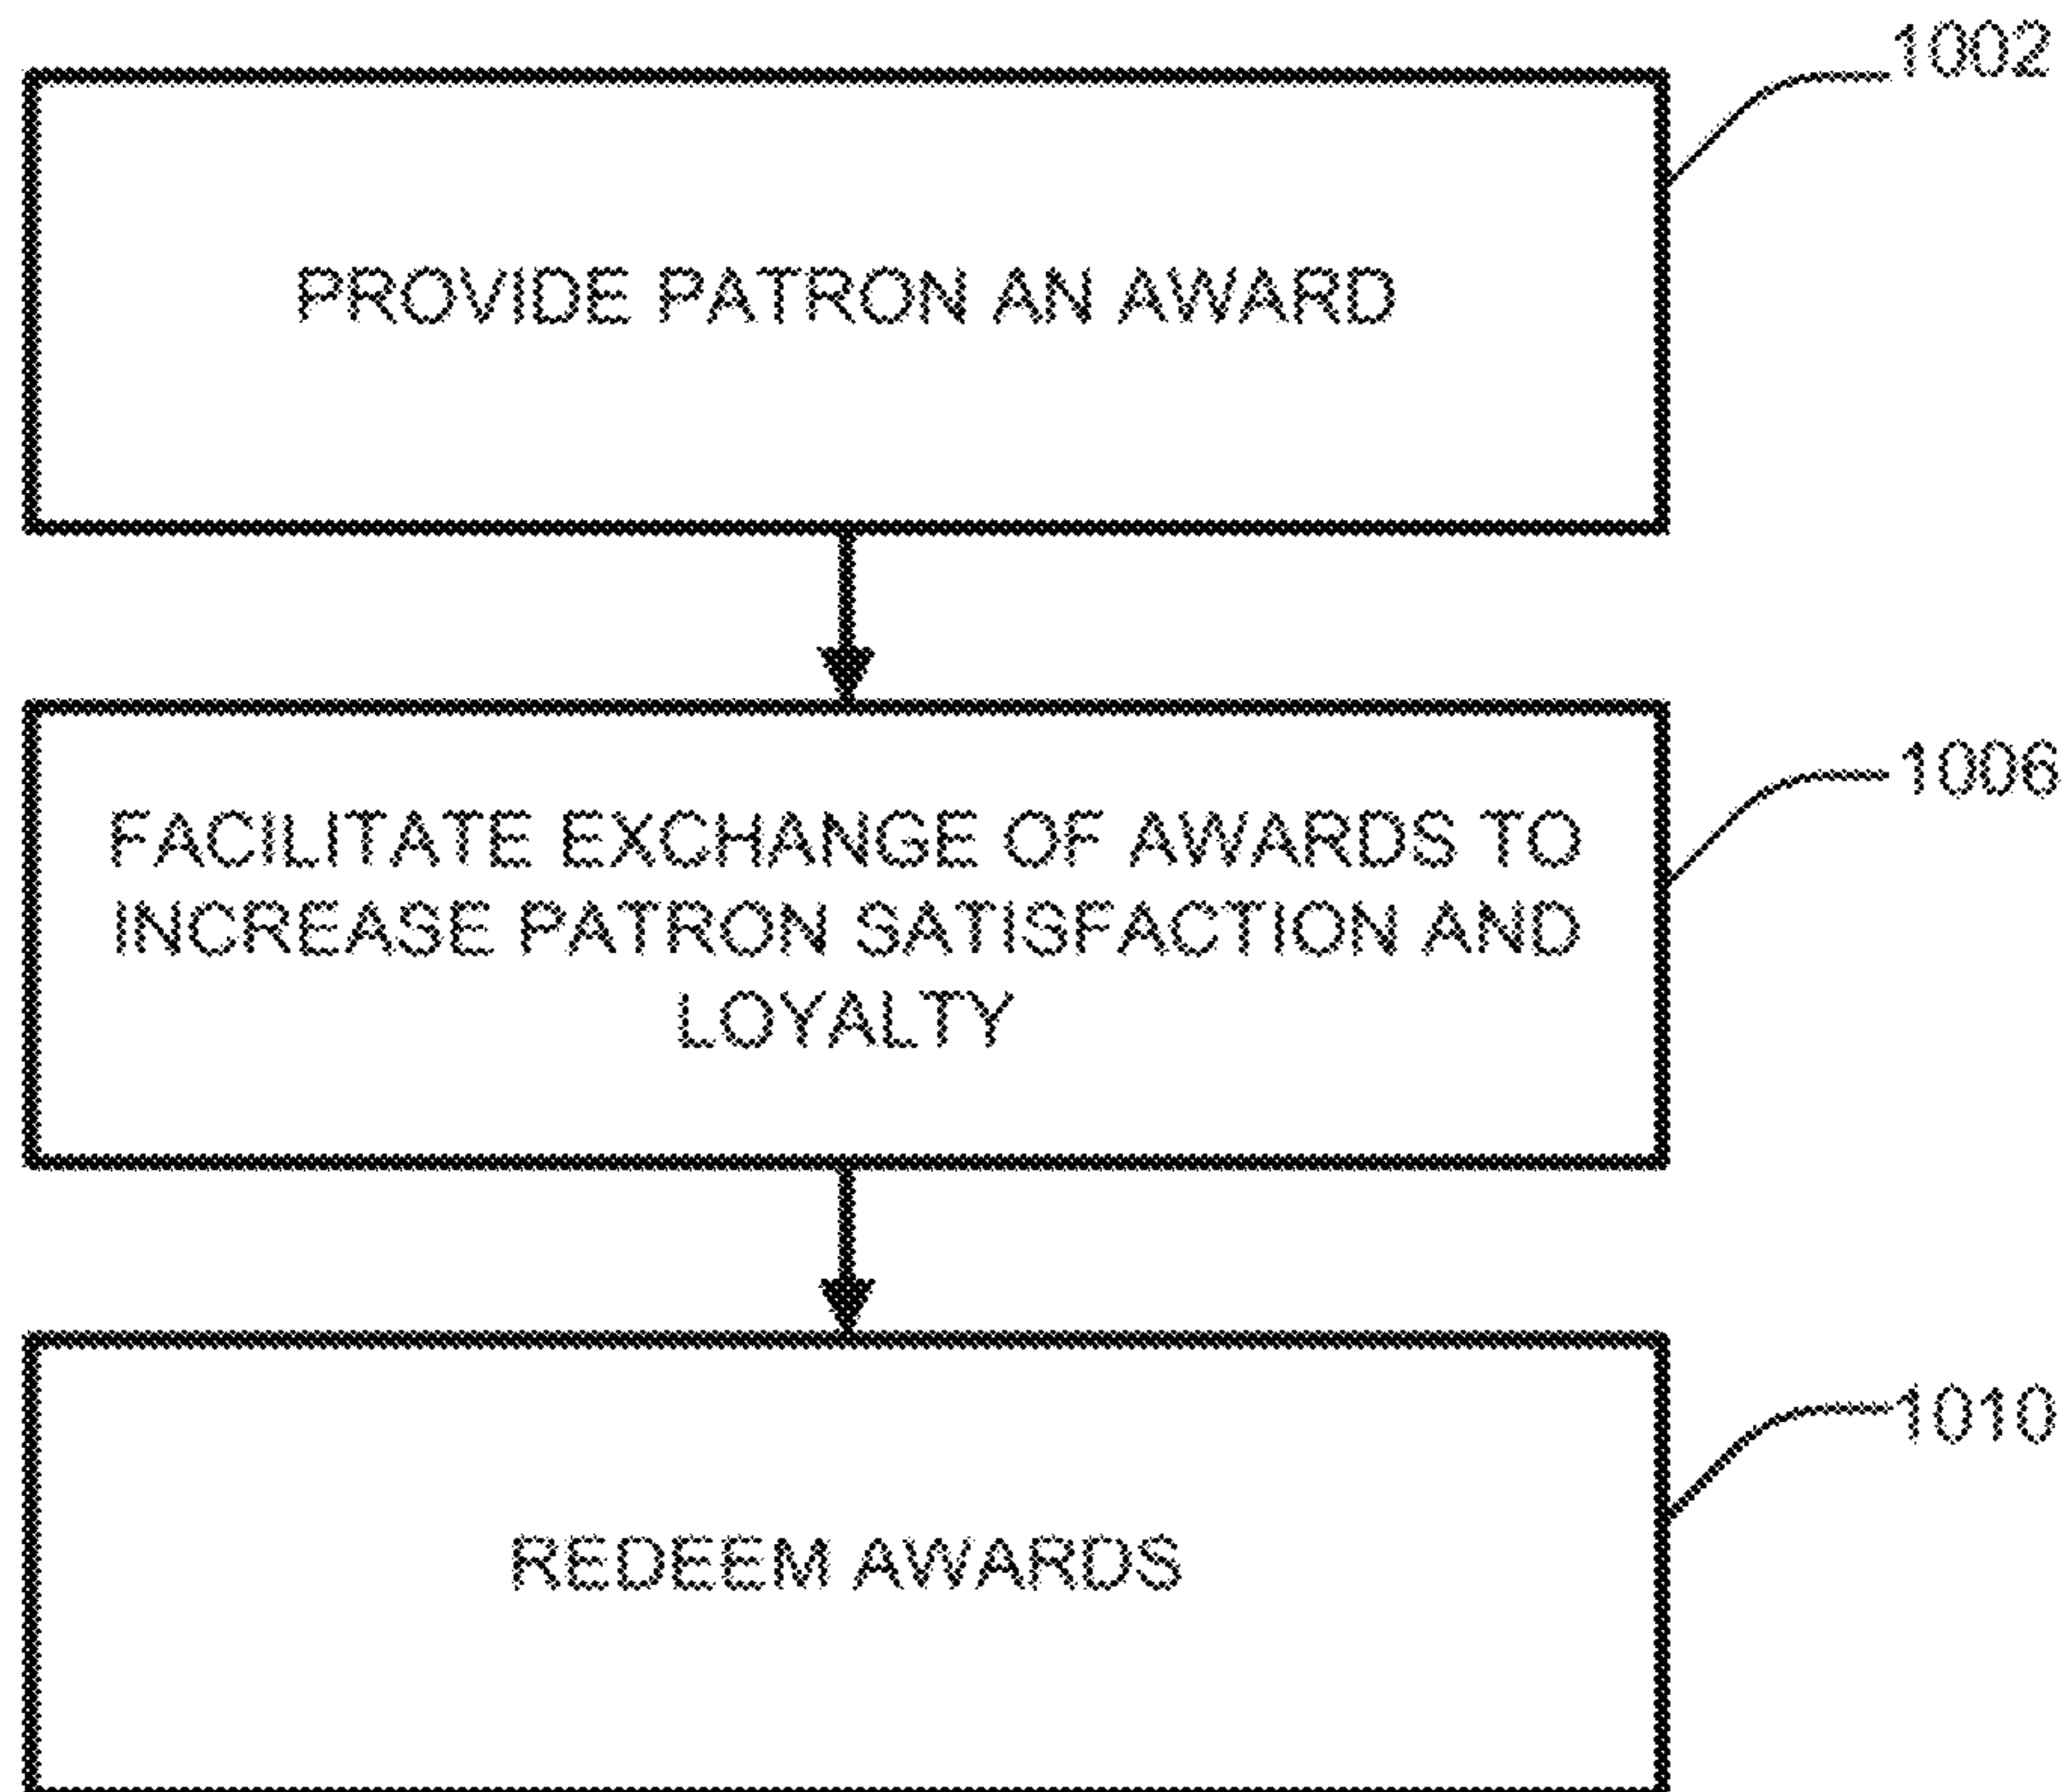 1002
PROVIDE PATRON AN AWARD
1006
FACILITATE EXCHANGE OF AWARDS TO
INCREASE PATRON SATISFACTION AND
LOYALTY
1010
REDEEM AWARDS